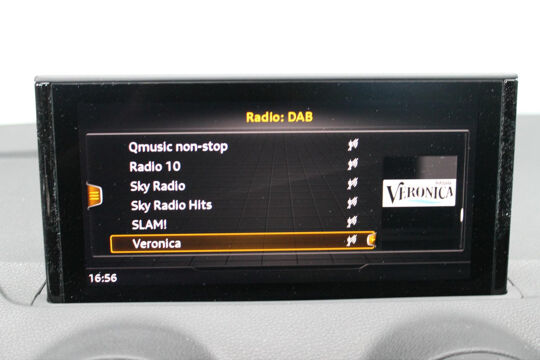 Radio: DAB
Qmusic non-stop
Radio 10
Sky Radio
Sky Radio Hits
SLAM!
Veronica
VERONICA
16:56